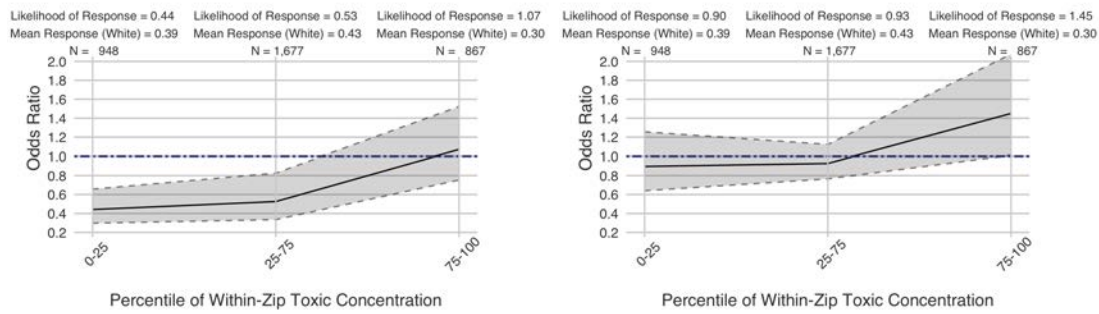 Likelihood of Response = 0.44 Likelihood of Response = 0.53 Likelihood of Response = 1.07
Mean Response (White) = 0.39 Mean Response (White) = 0.43 Mean Response (White) = 0.30
N = 948 N = 1,677 N = 867
2.0
1.8
1.6
1.4
1.2
1.0
0.8
0.6
0.4
0.2
Odds Ratio
0-25 25-75 75-100
Percentile of Within-Zip Toxic Concentration
Likelihood of Response = 0.90 Likelihood of Response = 0.93 Likelihood of Response = 1.45
Mean Response (White) = 0.39 Mean Response (White) = 0.43 Mean Response (White) = 0.30
N = 948 N = 1,677 N = 867
2.0
1.8
1.6
1.4
1.2
1.0
0.8
0.6
0.4
0.2
Odds Ratio
0-25 25-75 75-100
Percentile of Within-Zip Toxic Concentration